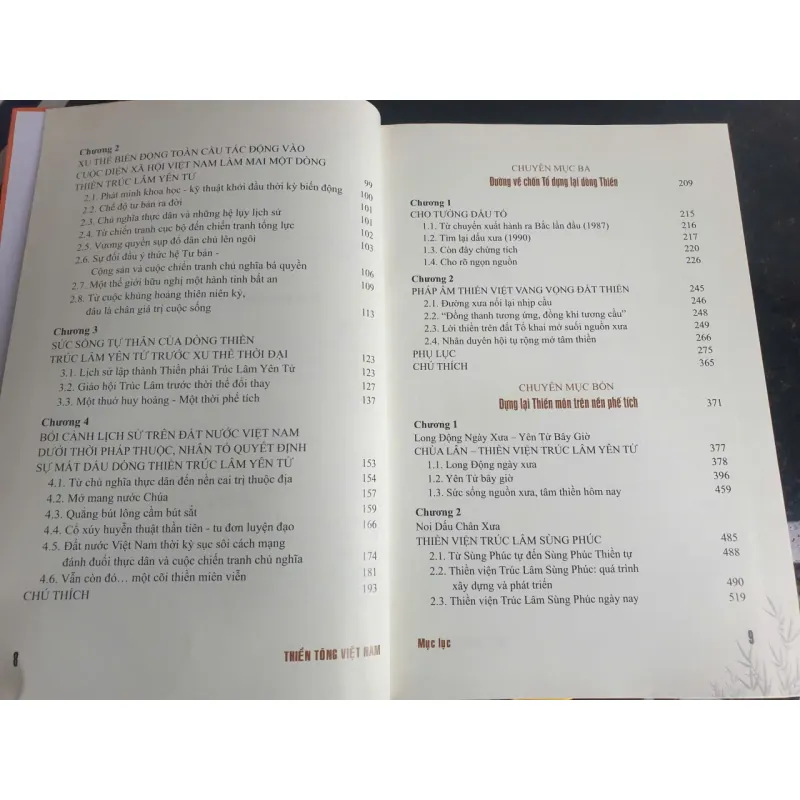 Chương 2
XU THẾ BIẾN ĐỘNG TOÀN CẦU TÁC ĐỘNG VÀO
CUỘC DIỆN XÃ HỘI VIỆT NAM LÀM MAI MỘT DÒNG
THIỀN TRÚC LÂM YÊN TỬ 99
2.1. Phát minh khoa học - kỹ thuật khởi đầu thời kỳ biến động 100
2.2. Chế độ tư bản ra đời 101
2.3. Chủ nghĩa thực dân và những hệ lụy lịch sử 101
2.4. Từ chiến tranh cục bộ đến chiến tranh tổng lực 102
2.5. Vương quyền sụp đổ dân chủ lên ngôi 103
2.6. Sự đối đầu ý thức hệ Tư bản -
Cộng sản và cuộc chiến tranh chủ nghĩa bá quyền 106
2.7. Một thế giới hữu nghị một hành tinh bất an 109
2.8. Từ cuộc khủng hoảng thiên niên kỷ,
đâu là chân giá trị cuộc sống 113
Chương 3
SỨC SỐNG TỰ THÂN CỦA DÒNG THIỀN
TRÚC LÂM YÊN TỬ TRƯỚC XU THẾ THỜI ĐẠI 123
3.1. Lịch sử lập thành Thiền phái Trúc Lâm Yên Tử 123
3.2. Giáo hội Trúc Lâm trước thời thế đổi thay 127
3.3. Một thuở huy hoàng - Một thời phế tích 137
Chương 4
BỐI CẢNH LỊCH SỬ TRÊN ĐẤT NƯỚC VIỆT NAM
DƯỚI THỜI PHÁP THUỘC, NHÂN TỐ QUYẾT ĐỊNH
SỰ MẤT DẤU DÒNG THIỀN TRÚC LÂM YÊN TỬ 153
4.1. Từ chủ nghĩa thực dân đến nền cai trị thuộc địa 154
4.2. Mở mang nước Chúa 157
4.3. Quăng bút lông cầm bút sắt 159
4.4. Cổ xúy huyễn thuật thần tiên - tu đơn luyện đạo 166
4.5. Đất nước Việt Nam thời kỳ sục sôi cách mạng
đánh đuổi thực dân và cuộc chiến tranh chủ nghĩa 174
4.6. Vẫn còn đó… một cõi thiền miên viễn 181
CHÚ THÍCH 193
8 THIỀN TÔNG VIỆT NAM
CHUYÊN MỤC BA
Đường về chốn Tổ dựng lại dòng Thiền 209
Chương 1
CHO TƯỜNG DẤU TỔ 215
1.1. Từ chuyến xuất hành ra Bắc lần đầu (1987) 216
1.2. Tìm lại dấu xưa (1990) 217
1.3. Còn đây chứng tích 220
1.4. Cho rõ ngọn nguồn 226
Chương 2
PHÁP ÂM THIỀN VIỆT VANG VỌNG ĐẤT THIỀN 245
2.1. Đường xưa nối lại nhịp cầu 246
2.2. “Đồng thanh tương ứng, đồng khí tương cầu” 248
2.3. Lời thiền trên đất Tổ khai mở suối nguồn xưa 249
2.4. Nhân duyên hội tụ rộng mở tâm thiền 266
PHỤ LỤC 275
CHÚ THÍCH 365
CHUYÊN MỤC BỐN
Dựng lại Thiền môn trên nền phế tích 371
Chương 1
Long Động Ngày Xưa – Yên Tử Bây Giờ
CHÙA LÂN – THIỀN VIỆN TRÚC LÂM YÊN TỬ 377
1.1. Long Động ngày xưa 378
1.2. Yên Tử bây giờ 396
1.3. Sức sống nguồn xưa, tâm thiền hôm nay 459
Chương 2
Noi Dấu Chân Xưa
THIỀN VIỆN TRÚC LÂM SÙNG PHÚC 485
2.1. Từ Sùng Phúc tự đến Sùng Phúc Thiền tự 488
2.2. Thiền viện Trúc Lâm Sùng Phúc: quá trình
xây dựng và phát triển 490
2.3. Thiền viện Trúc Lâm Sùng Phúc ngày nay 519
Mục lục 9